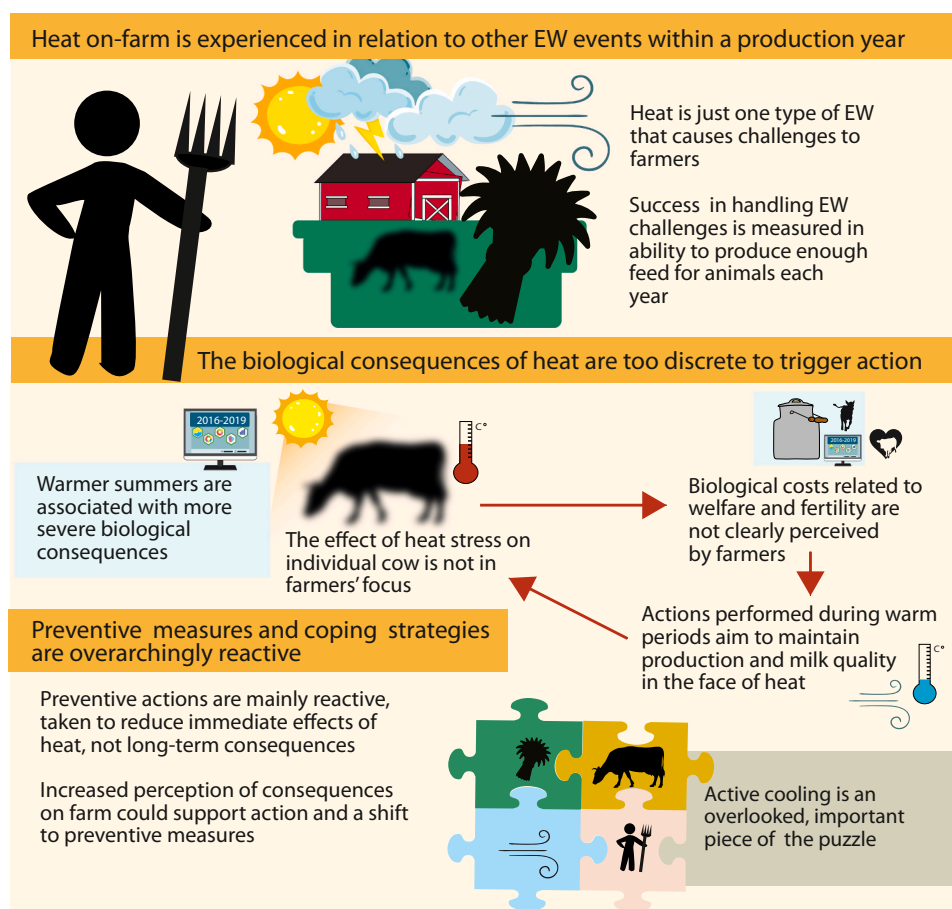 Heat on-farm is experienced in relation to other EW events within a production year
Heat is just one type of EW
that causes challenges to
farmers
Success in handling EW
challenges is measured in
ability to produce enough
feed for animals each
year
The biological consequences of heat are too discrete to trigger action
2016-2019
Warmer summers are
associated with more
severe biological
consequences
C°
The effect of heat stress on
individual cow is not in
farmers' focus
2016-2019
Biological costs related to
welfare and fertility are
not clearly perceived
by farmers
Actions performed during warm
periods aim to maintain
production and milk quality
in the face of heat
C°
Preventive measures and coping strategies
are overarchingly reactive
Preventive actions are mainly reactive,
taken to reduce immediate effects of
heat, not long-term consequences
Increased perception of consequences
on farm could support action and a shift
to preventive measures
Active cooling is an
overlooked, important
piece of the puzzle